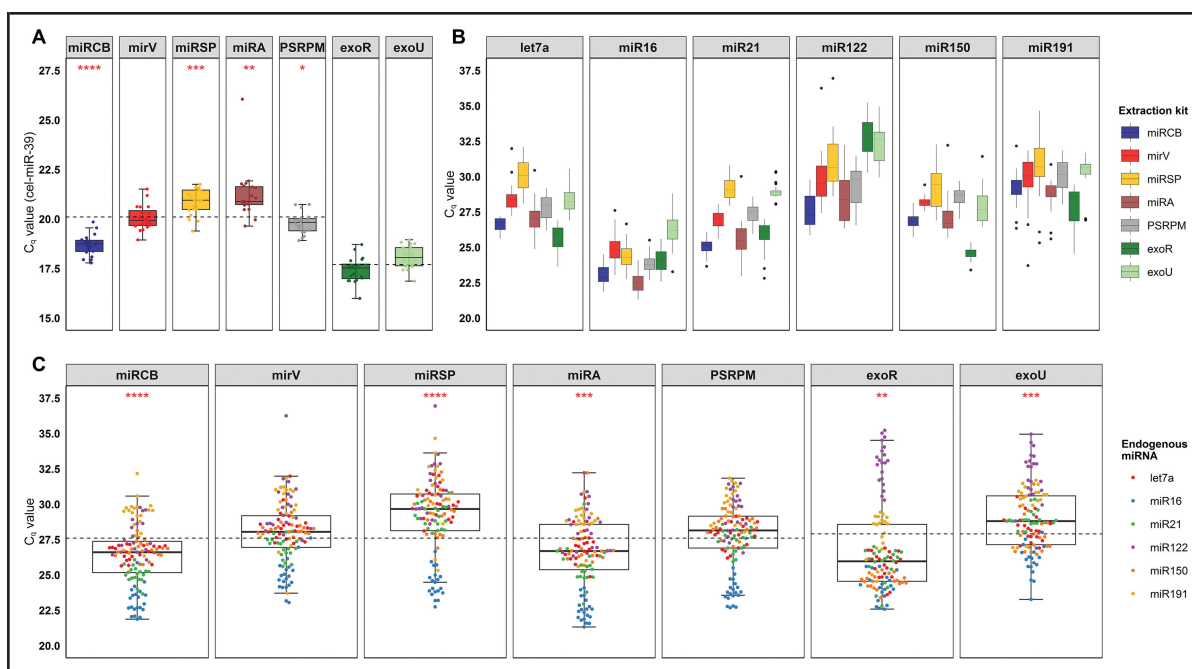 A
miRCB mirV miRSP miRA PSRPM exoR exoU
**** *** ** *
Cq value (cel-miR-39)
27.5
25.0
22.5
20.0
17.5
15.0
B
let7a miR16 miR21 miR122 miR150 miR191
Cq value
37.5
35.0
32.5
30.0
27.5
25.0
22.5
20.0
Extraction kit
miRCB
mirV
miRSP
miRA
PSRPM
exoR
exoU
C
miRCB mirV miRSP miRA PSRPM exoR exoU
**** **** *** ** ***
Cq value
37.5
35.0
32.5
30.0
27.5
25.0
22.5
20.0
Endogenous
miRNA
let7a
miR16
miR21
miR122
miR150
miR191